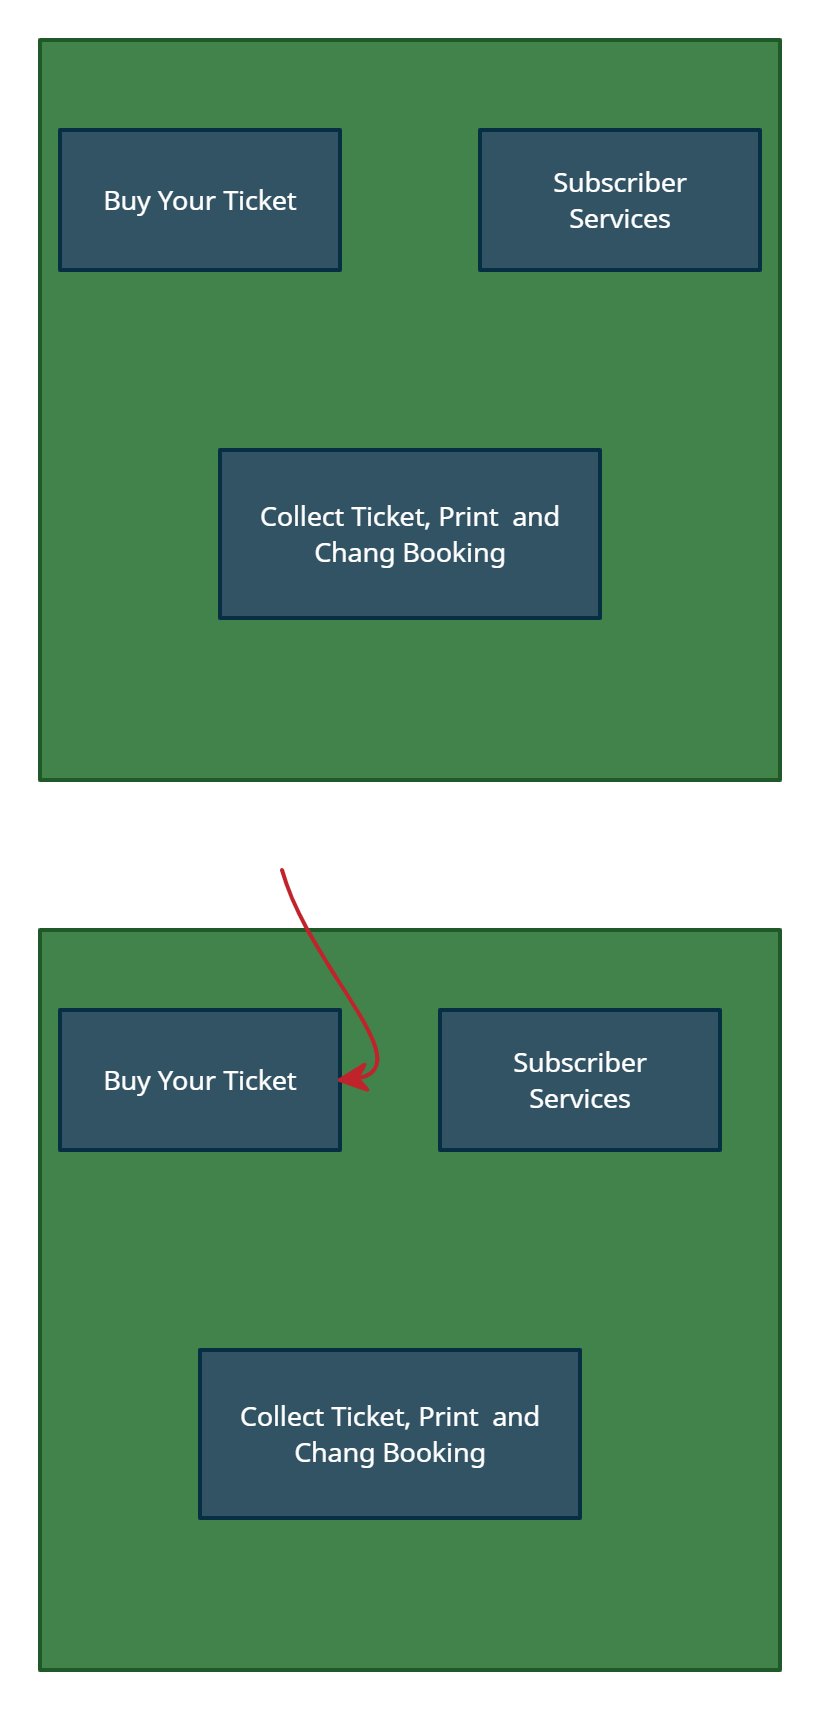 Buy Your Ticket
Subscriber
Services
Collect Ticket, Print  and
Chang Booking
Buy Your Ticket
Subscriber
Services
Collect Ticket, Print  and
Chang Booking